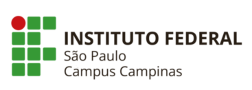 INSTITUTO FEDERAL
São Paulo
Campus Campinas